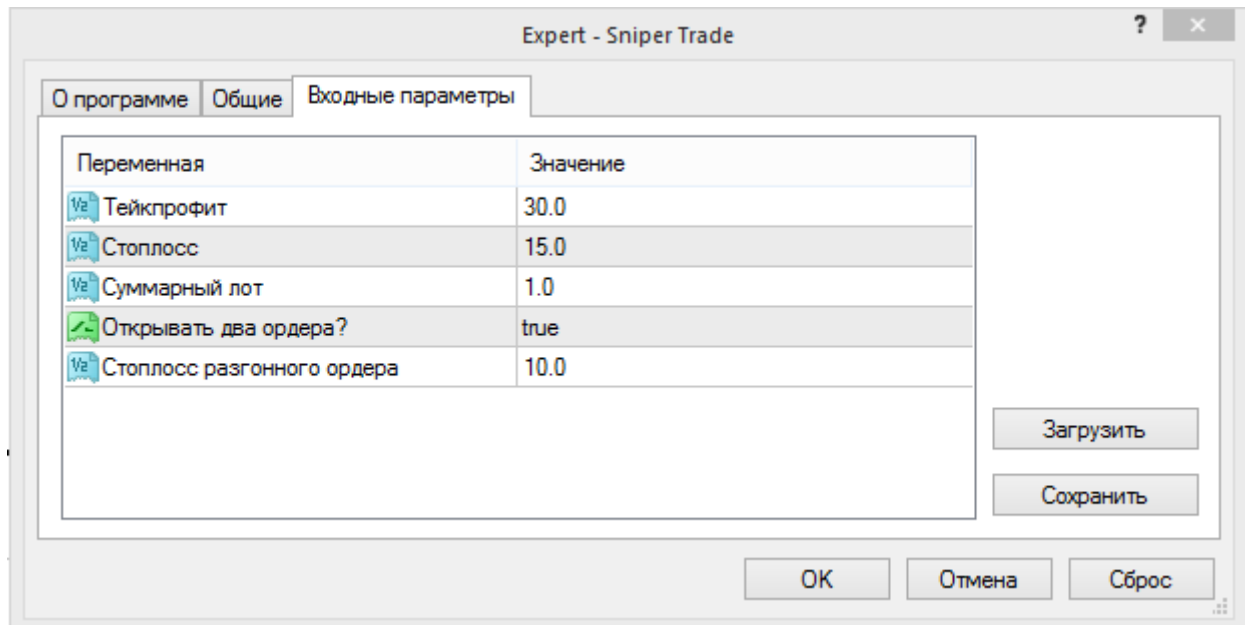 Expert - Sniper Trade
?
О программе Общие Входные параметры
Переменная Значение
Тейкпрофит 30.0
Стоплосс 15.0
Суммарный лот 1.0
Открывать два ордера? true
Стоплосс разгонного ордера 10.0
Загрузить
Сохранить
OK Отмена Сброс